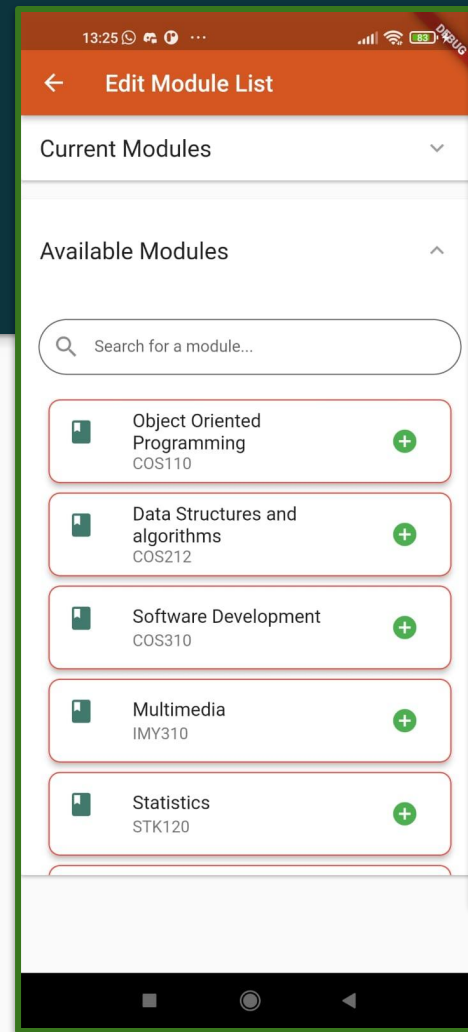 13:25
83
DEBUG
Edit Module List
Current Modules
Available Modules
Search for a module...
Object Oriented
Programming
COS110
Data Structures and
algorithms
COS212
Software Development
COS310
Multimedia
IMY310
Statistics
STK120